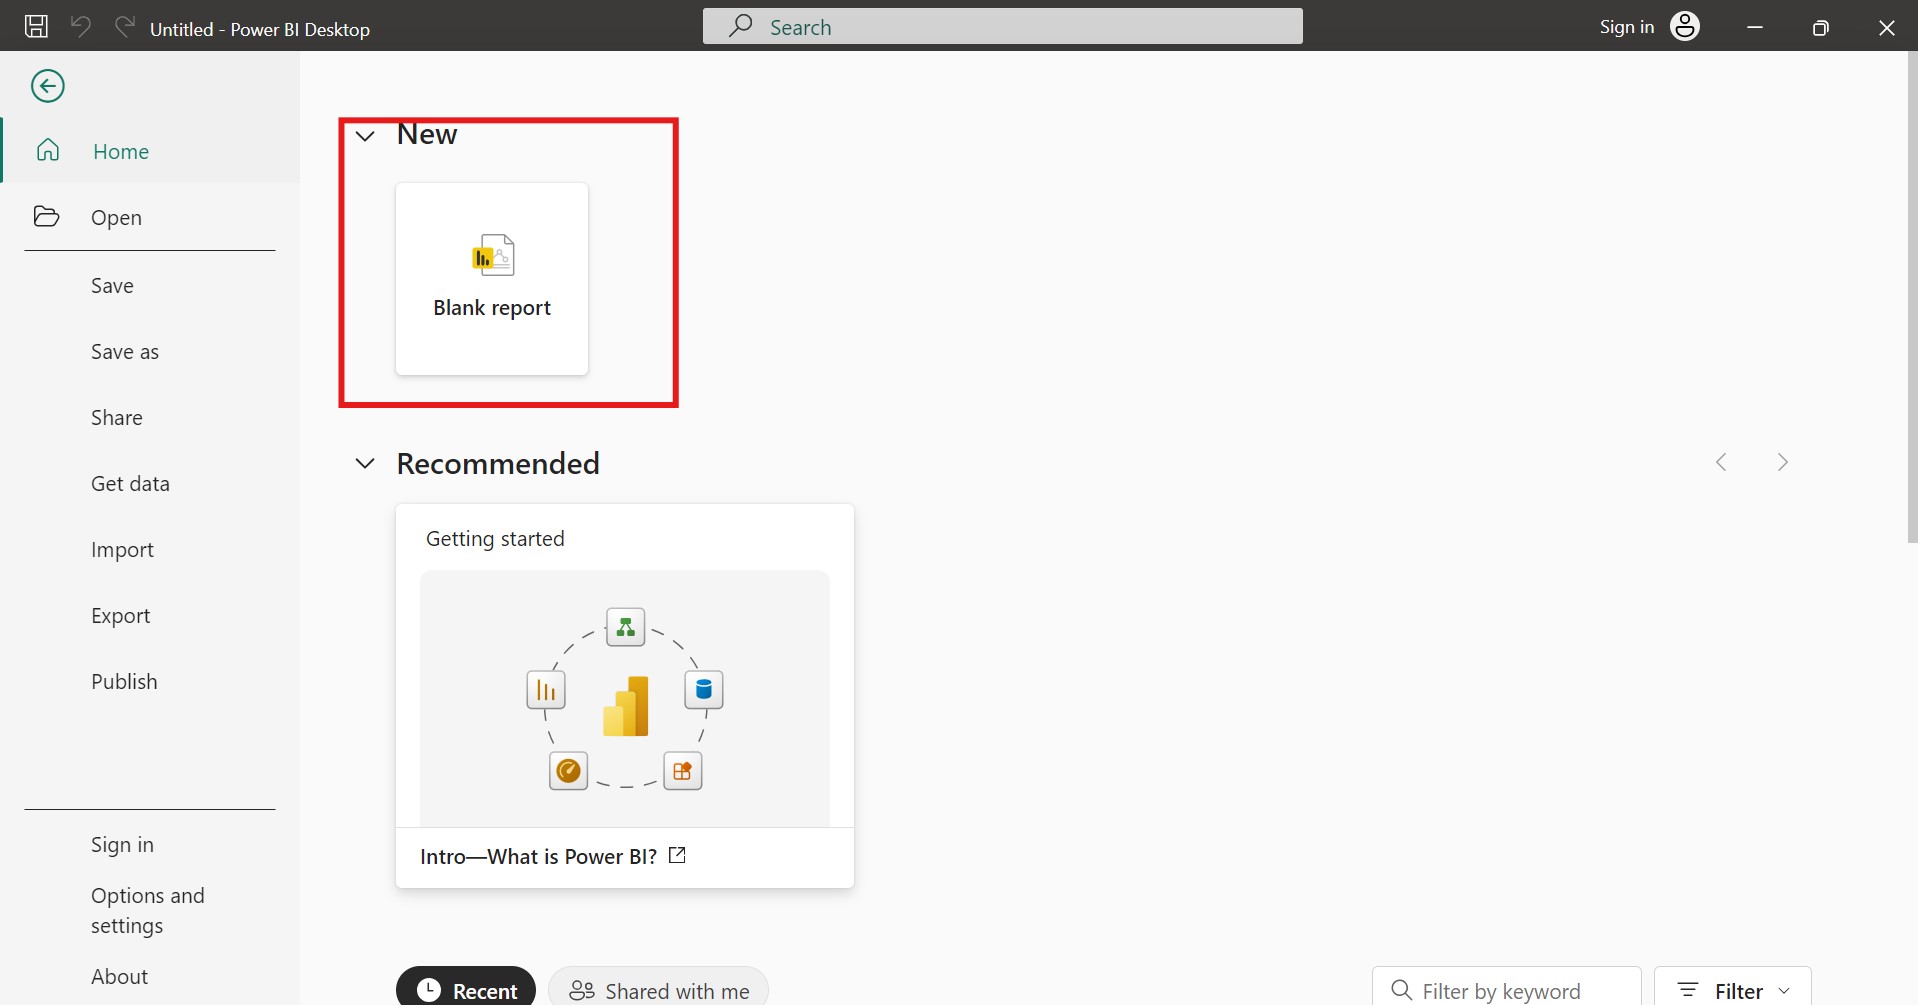 Untitled - Power BI Desktop
Search
Sign in
Home
Open
Save
Save as
Share
Get data
Import
Export
Publish
Sign in
Options and
settings
About
New
Blank report
Recommended
Getting started
Intro—What is Power BI?
Recent
Shared with me
Filter by keyword
Filter